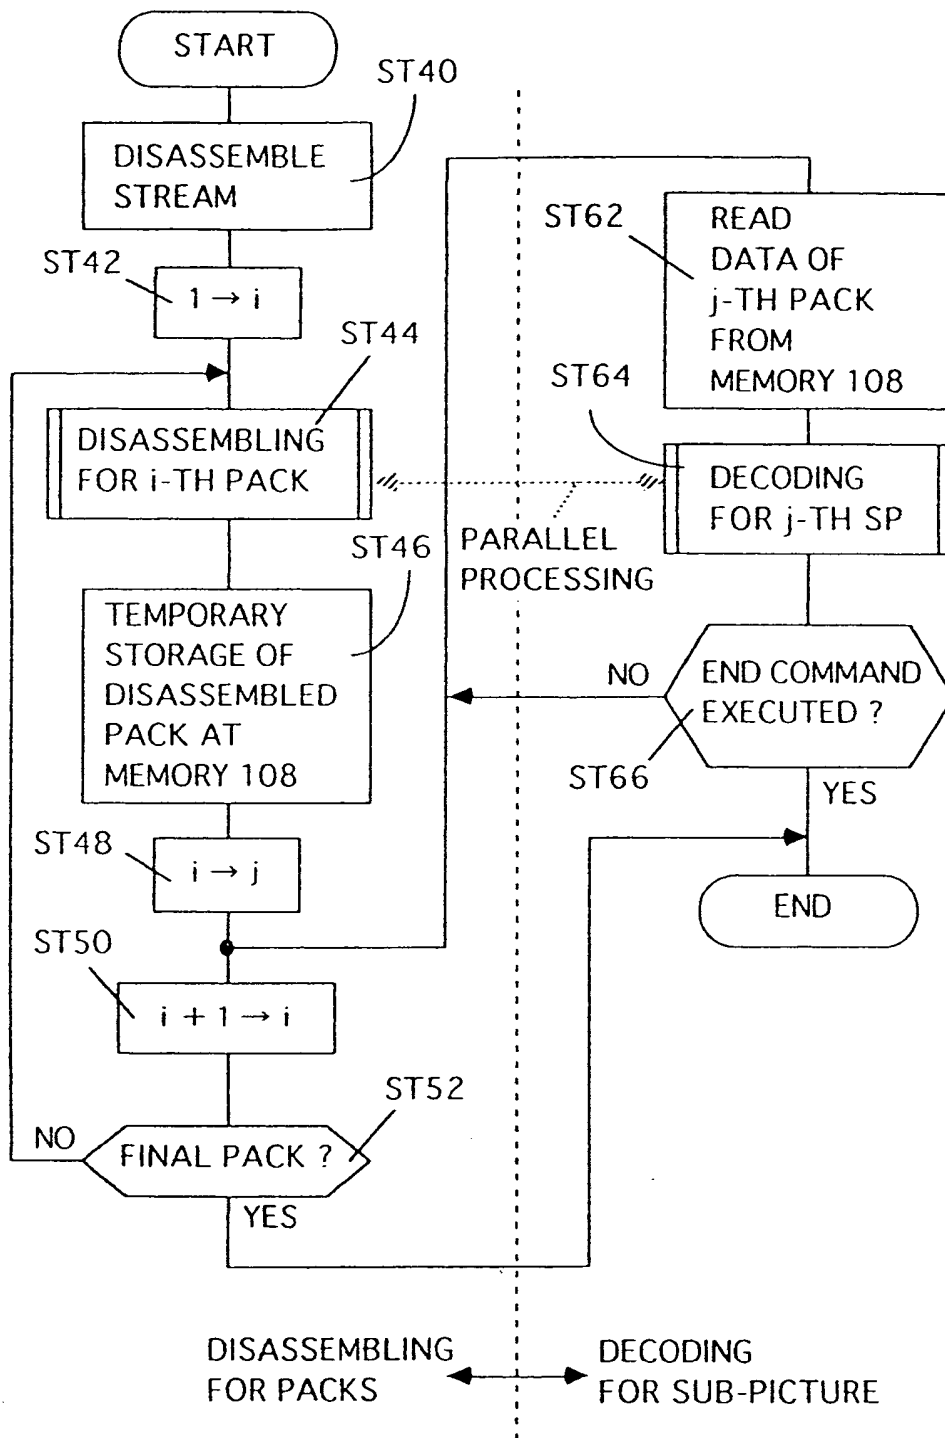 START
ST40
DISASSEMBLE
STREAM
ST42
1 → i
ST44
DISASSEMBLING
FOR i-TH PACK
ST46
TEMPORARY
STORAGE OF
DISASSEMBLED
PACK AT
MEMORY 108
ST48
i → j
ST50
i + 1 → i
ST52
FINAL PACK ?
NO
YES
PARALLEL
PROCESSING
ST62
READ
DATA OF
j-TH PACK
FROM
MEMORY 108
ST64
DECODING
FOR j-TH SP
NO
END COMMAND
EXECUTED ?
ST66
YES
END
DISASSEMBLING
FOR PACKS
DECODING
FOR SUB-PICTURE